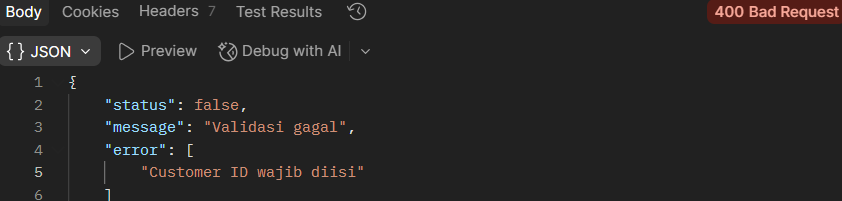 Body Cookies Headers 7 Test Results 400 Bad Request
{} JSON Preview Debug with AI
1 {
2 "status": false,
3 "message": "Validasi gagal",
4 "error": [
5 "Customer ID wajib diisi"
6 ]